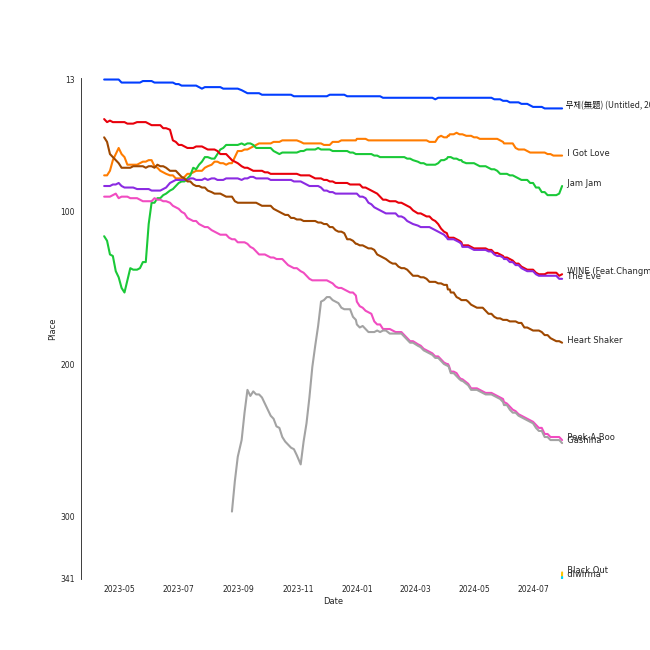 13
100
200
300
341
Place
2023-05
2023-07
2023-09
2023-11
2024-01
2024-03
2024-05
2024-07
Date
무제(無題) (Untitled, 20
I Got Love
Jam Jam
WINE (Feat.Changm
The Eve
Heart Shaker
Peek-A-Boo
Gashina
Black Out